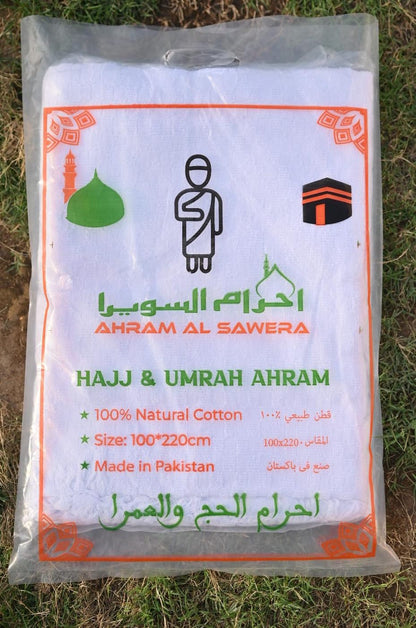 احرام السويرا
AHRAM AL SAWERA
HAJJ & UMRAH AHRAM
★ 100% Natural Cotton
قطن طبيعي ١٠٠٪
★ Size: 100*220cm
المقاس 100x220
★ Made in Pakistan
صنع في باكستان
احرام الحج والعمرا